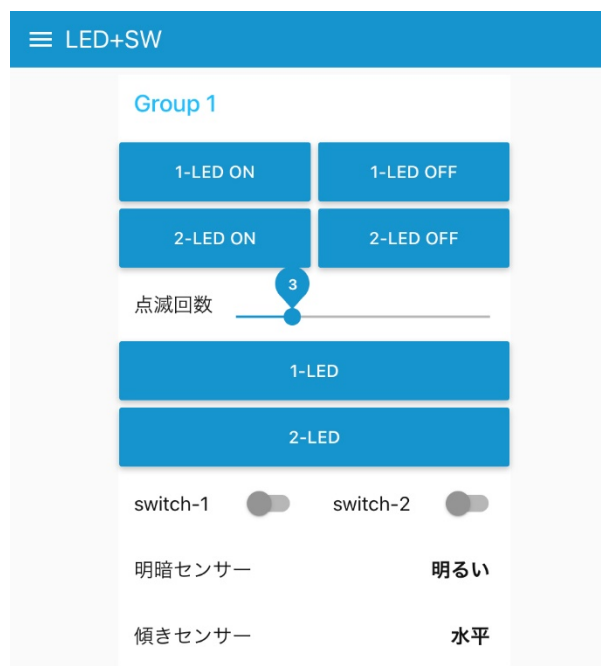 LED+SW
Group 1
1-LED ON 1-LED OFF
2-LED ON 2-LED OFF
3
点滅回数
1-LED
2-LED
switch-1 switch-2
明暗センサー 明るい
傾きセンサー 水平